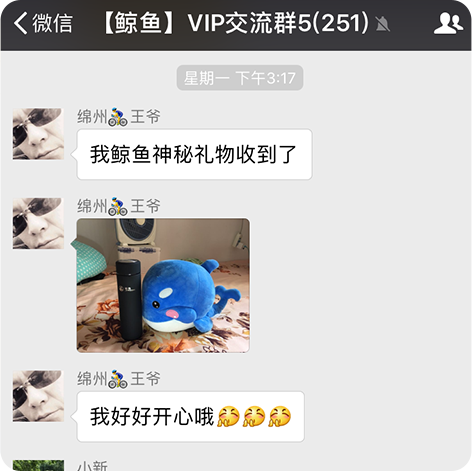 微信
【鲸鱼】VIP交流群5(251)
星期一 下午3:17
绵州🚴王爷
我鲸鱼神秘礼物收到了
绵州🚴王爷
绵州🚴王爷
我好好开心哦🥳🥳🥳
小新